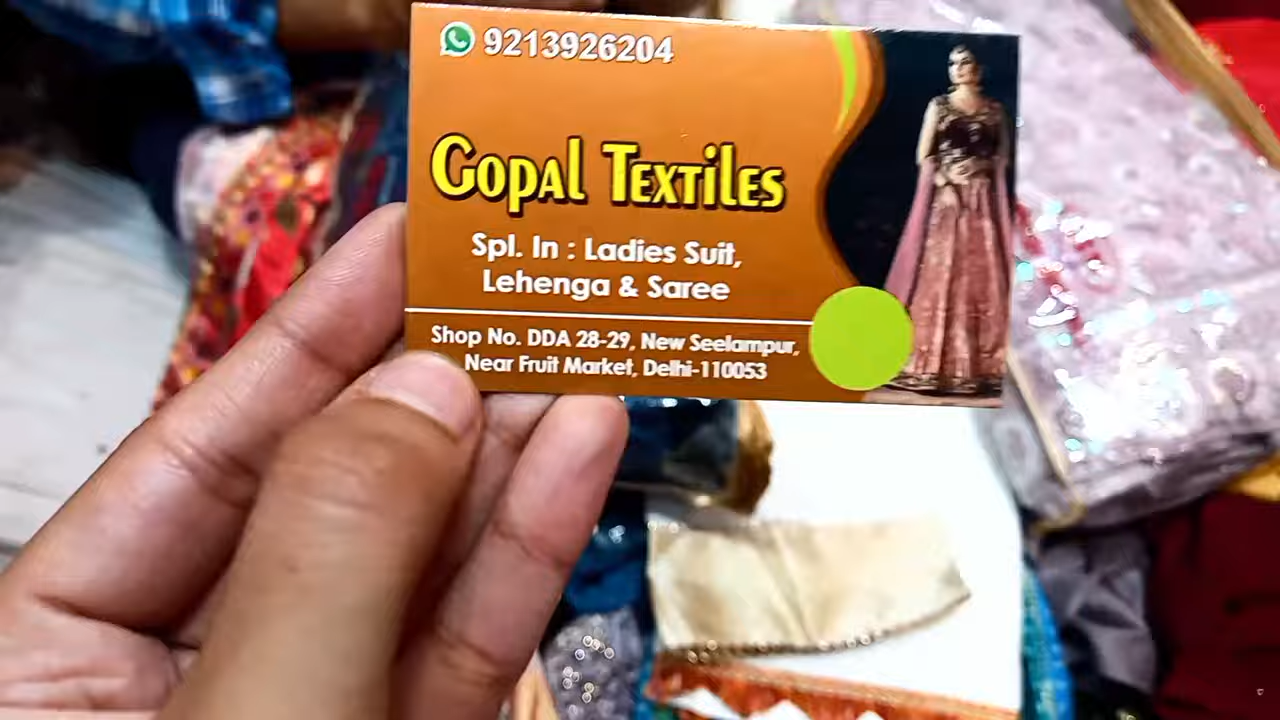 9213926204
Gopal Textiles
Spl. In : Ladies Suit,
Lehenga & Saree
Shop No. DDA 28-29, New Seelampur,
Near Fruit Market, Delhi-110053